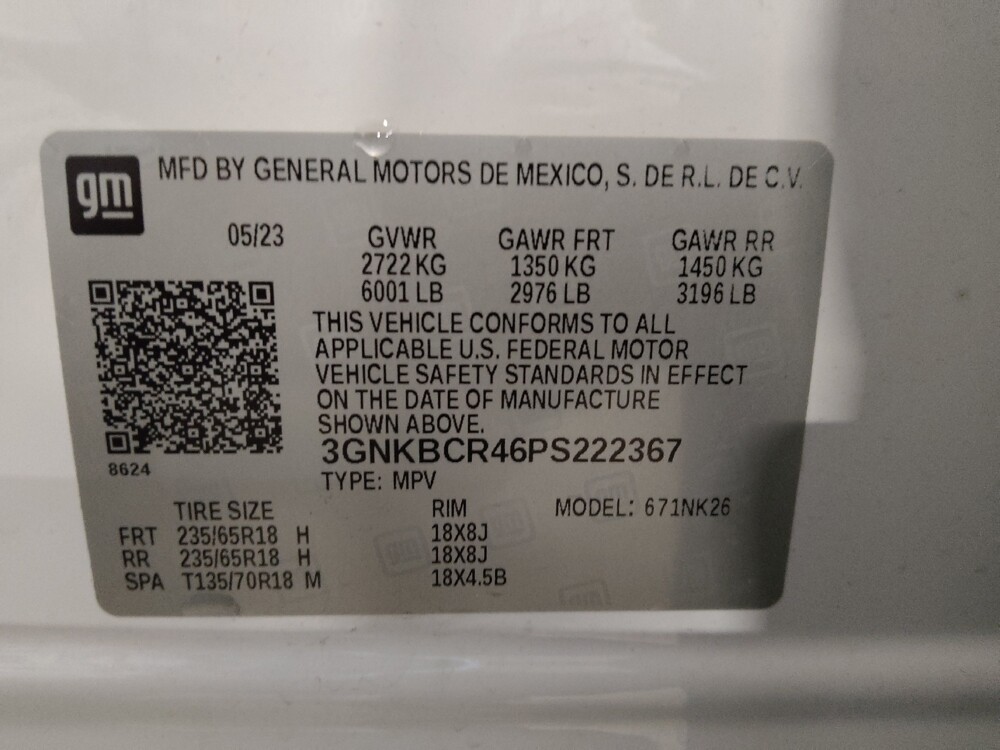 gm MFD BY GENERAL MOTORS DE MEXICO, S. DE R.L. DE C.V.
05/23 GVWR GAWR FRT GAWR RR
2722 KG 1350 KG 1450 KG
6001 LB 2976 LB 3196 LB
THIS VEHICLE CONFORMS TO ALL
APPLICABLE U.S. FEDERAL MOTOR
VEHICLE SAFETY STANDARDS IN EFFECT
ON THE DATE OF MANUFACTURE
SHOWN ABOVE.
3GNKBCR46PS222367
8624
TYPE: MPV
TIRE SIZE RIM MODEL: 671NK26
FRT 235/65R18 H 18X8J
RR 235/65R18 H 18X8J
SPA T135/70R18 M 18X4.5B